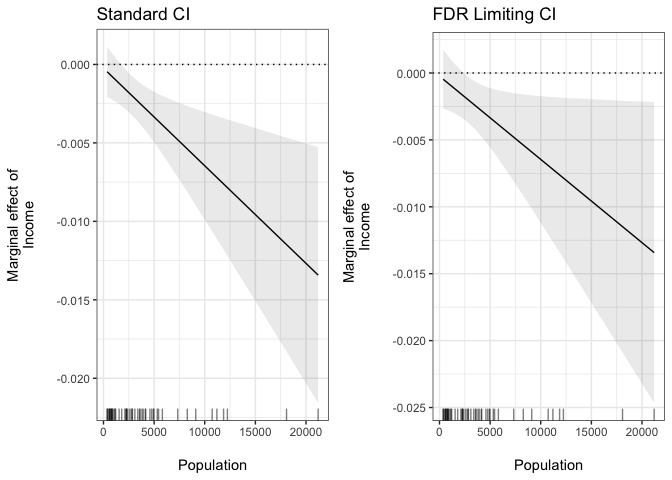 Standard CI
0.000
-0.005
-0.010
-0.015
-0.020
Marginal effect of
Income
0
5000
10000
15000
20000
Population
FDR Limiting CI
0.000
-0.005
-0.010
-0.015
-0.020
-0.025
Marginal effect of
Income
0
5000
10000
15000
20000
Population